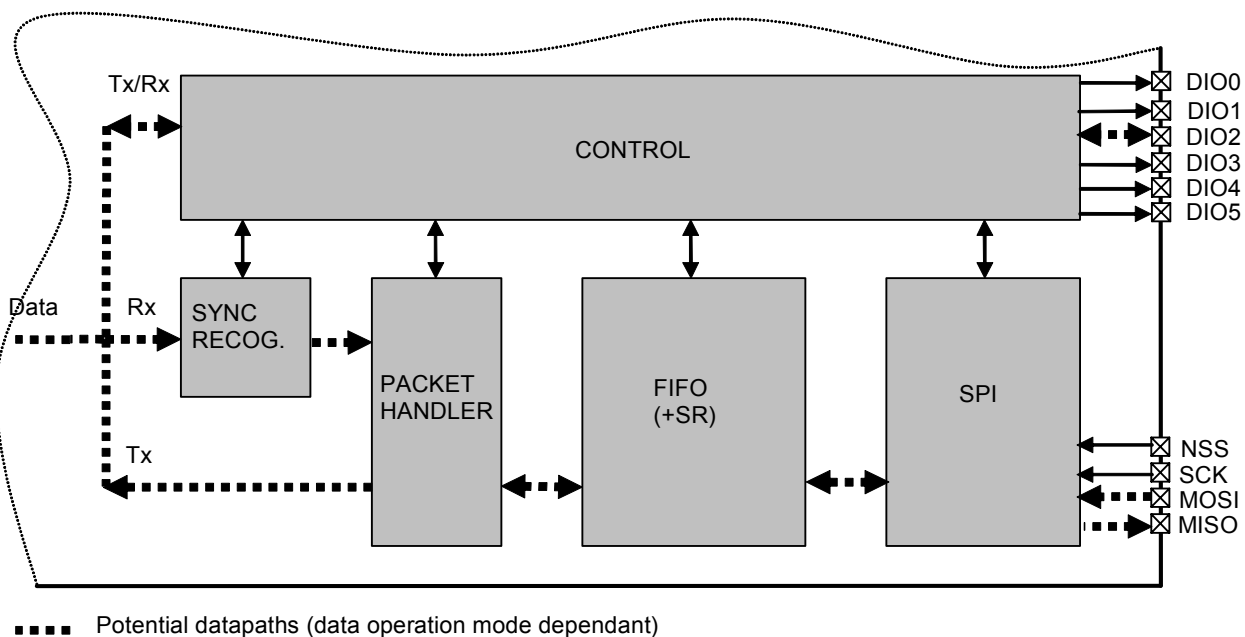 Tx/Rx
CONTROL
DIO0
DIO1
DIO2
DIO3
DIO4
DIO5
Data
Rx
SYNC
RECOG.
PACKET
HANDLER
FIFO
(+SR)
SPI
Tx
NSS
SCK
MOSI
MISO
Potential datapaths (data operation mode dependant)